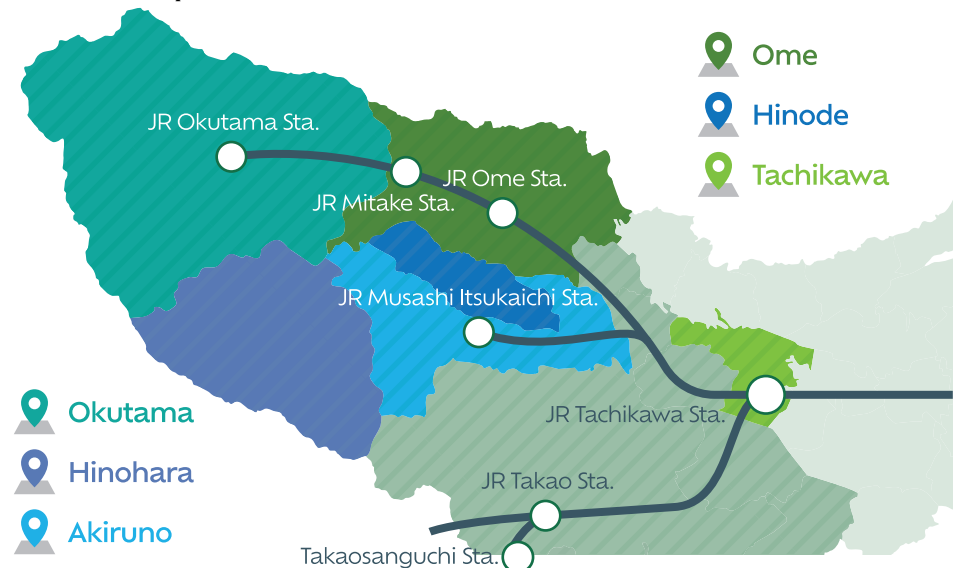 Ome
JR Okutama Sta.
Hinode
JR Ome Sta.
Tachikawa
JR Mitake Sta.
JR Musashi Itsukaichi Sta.
Okutama
JR Tachikawa Sta.
Hinohara
JR Takao Sta.
Akiruno
Takaosanguchi Sta.